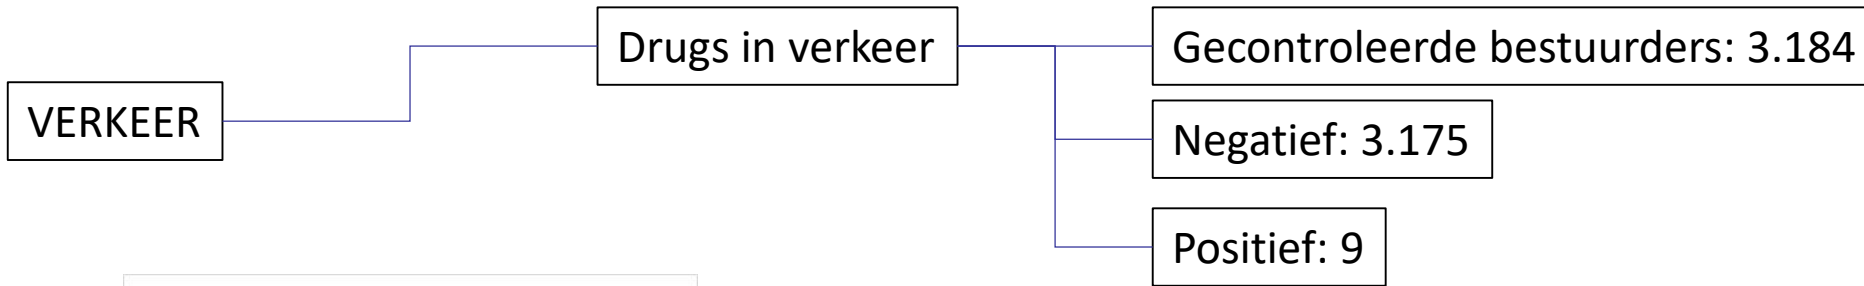 VERKEER
Drugs in verkeer
Gecontroleerde bestuurders: 3.184
Negatief: 3.175
Positief: 9